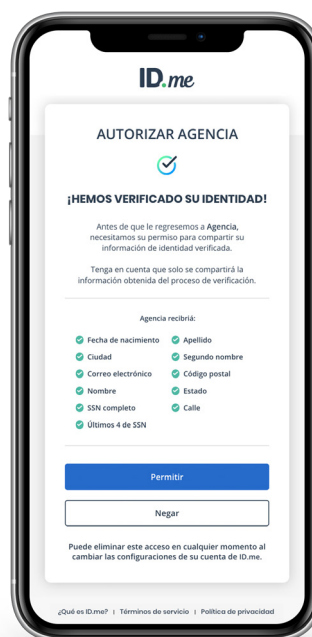 ID.me
AUTORIZAR AGENCIA
¡HEMOS VERIFICADO SU IDENTIDAD!
Antes de que le regresemos a Agencia,
necesitamos su permiso para compartir su
información de identidad verificada.
Tenga en cuenta que solo se compartirá la
información obtenida del proceso de verificación.
Agencia recibriá:
Fecha de nacimiento
Apellido
Ciudad
Segundo nombre
Correo electrónico
Código postal
Nombre
Estado
SSN completo
Calle
Últimos 4 de SSN
Permitir
Negar
Puede eliminar este acceso en cualquier momento al
cambiar las configuraciones de su cuenta de ID.me.
¿Qué es ID.me? | Términos de servicio | Política de privacidad